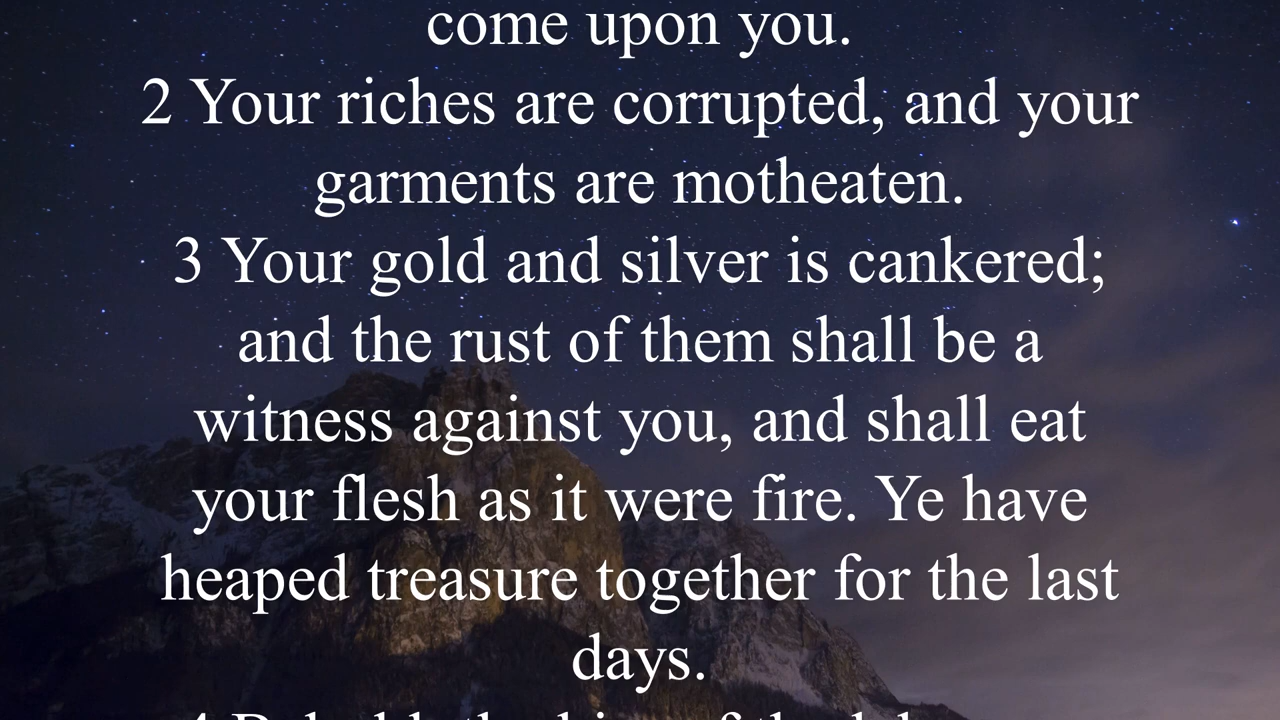 come upon you.
2 Your riches are corrupted, and your
garments are motheaten.
3 Your gold and silver is cankered;
and the rust of them shall be a
witness against you, and shall eat
your flesh as it were fire. Ye have
heaped treasure together for the last
days.